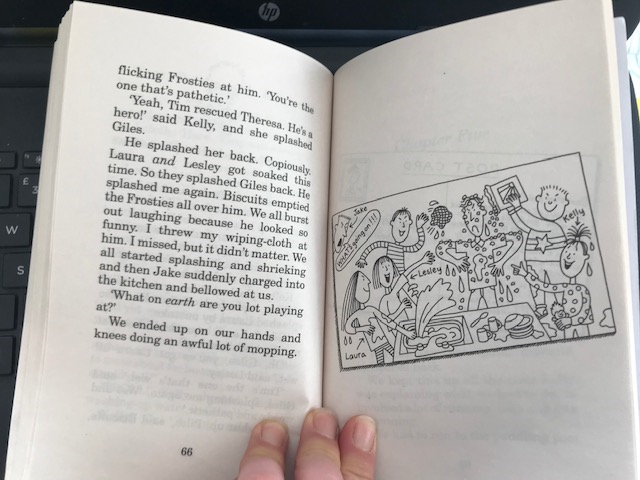 hp
flicking Frosties at him. 'You're the
one that's pathetic.'
'Yeah, Tim rescued Theresa. He's a
hero!' said Kelly, and she splashed
Giles.
He splashed her back. Copiously.
Laura and Lesley got soaked this
time. So they splashed Giles back. He
splashed me again. Biscuits emptied
the Frosties all over him. We all burst
out laughing because he looked so
funny. I threw my wiping-cloth at
him. I missed, but it didn't matter. We
all started splashing and shrieking
and then Jake suddenly charged into
the kitchen and bellowed at us.
'What on earth are you lot playing
at?'
We ended up on our hands and
knees doing an awful lot of mopping.
66
Jake
Kelly
Lesley
Laura
£
3
W
S